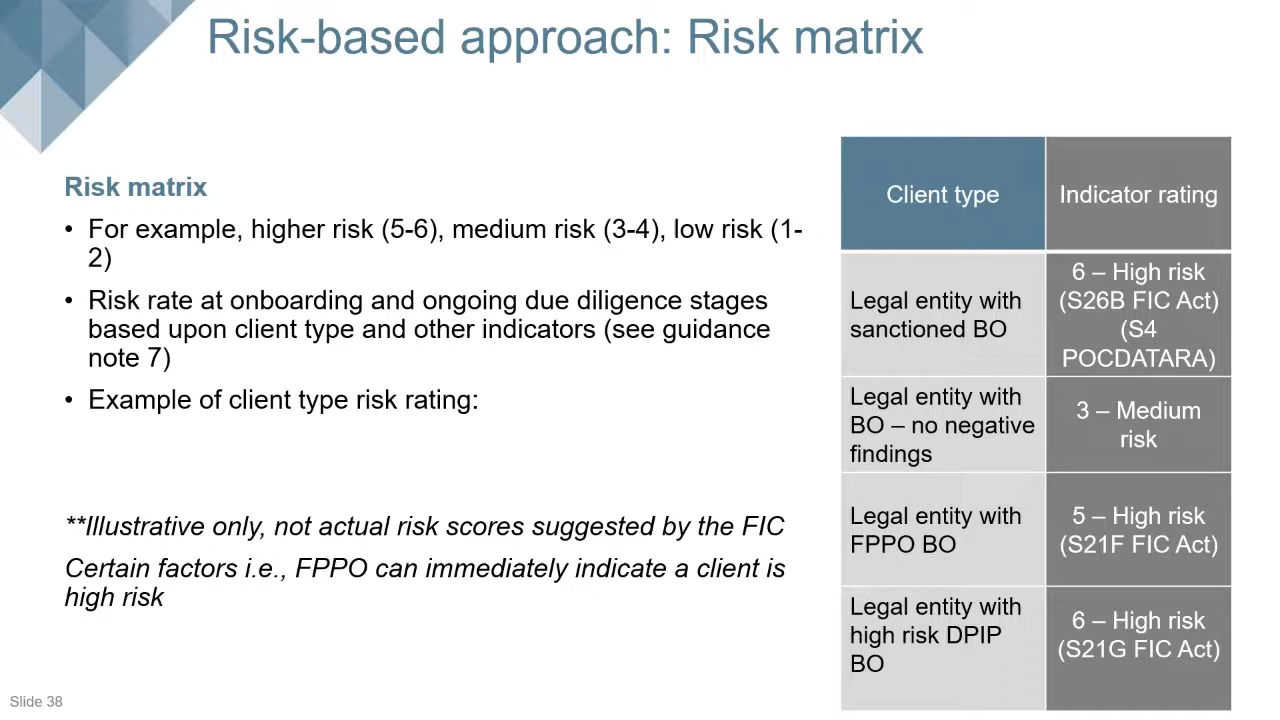 Risk-based approach: Risk matrix
Risk matrix
• For example, higher risk (5-6), medium risk (3-4), low risk (1-
2)
• Risk rate at onboarding and ongoing due diligence stages
based upon client type and other indicators (see guidance
note 7)
• Example of client type risk rating:
**Illustrative only, not actual risk scores suggested by the FIC
Certain factors i.e., FPPO can immediately indicate a client is
high risk
Client type
Indicator rating
Legal entity with
sanctioned BO
6 – High risk
(S26B FIC Act)
(S4
POCDATARA)
Legal entity with
BO – no negative
findings
3 – Medium
risk
Legal entity with
FPPO BO
5 – High risk
(S21F FIC Act)
Legal entity with
high risk DPIP
BO
6 – High risk
(S21G FIC Act)
Slide 38